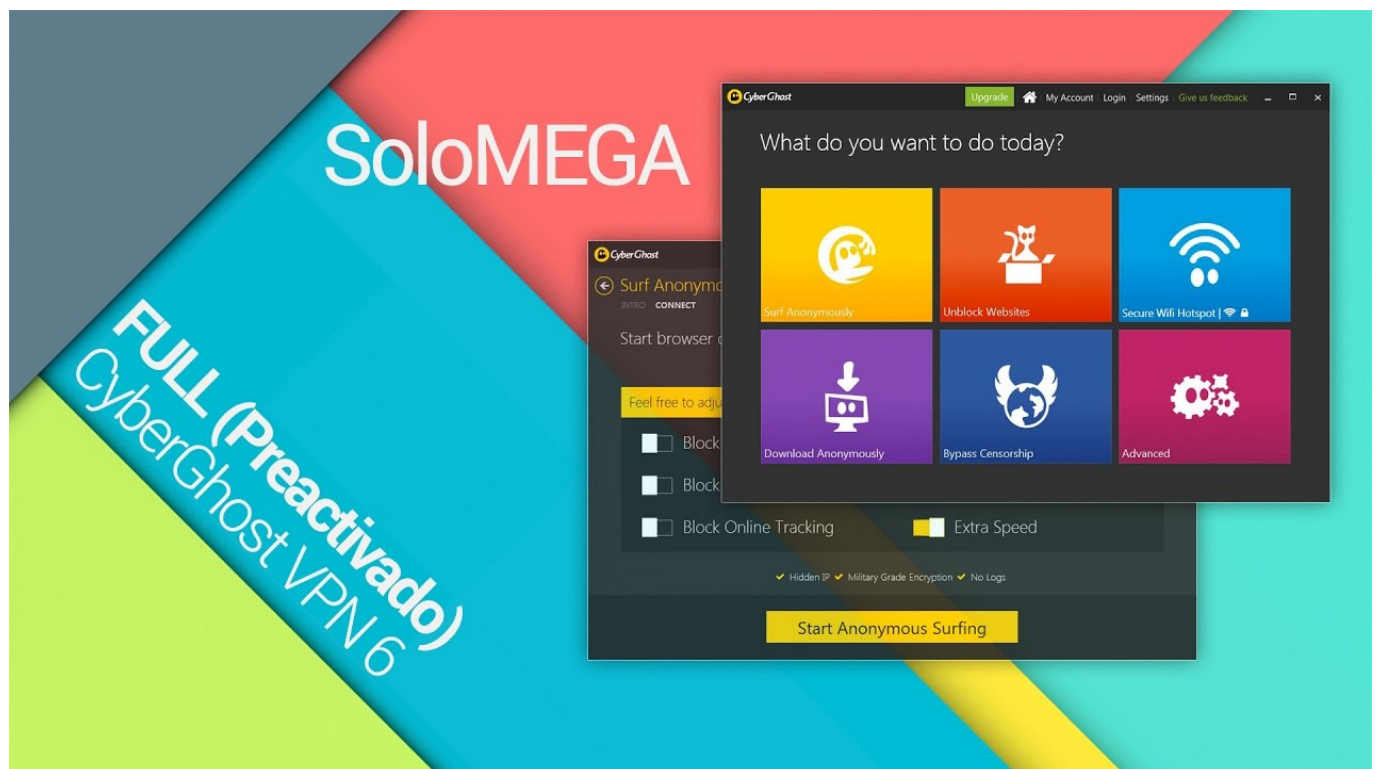 SoloMEGA
FULL (Preactivado)
CyberGhost VPN 6
CyberGhost
Upgrade My Account Login Settings Give us feedback
What do you want to do today?
Surf Anonymously
Unblock Websites
Secure Wifi Hotspot |
Download Anonymously
Bypass Censorship
Advanced
CyberGhost
Surf Anonymo
INTRO CONNECT
Start browser
Feel free to adju
Block
Block
Block Online Tracking
Extra Speed
Hidden IP Military Grade Encryption No Logs
Start Anonymous Surfing